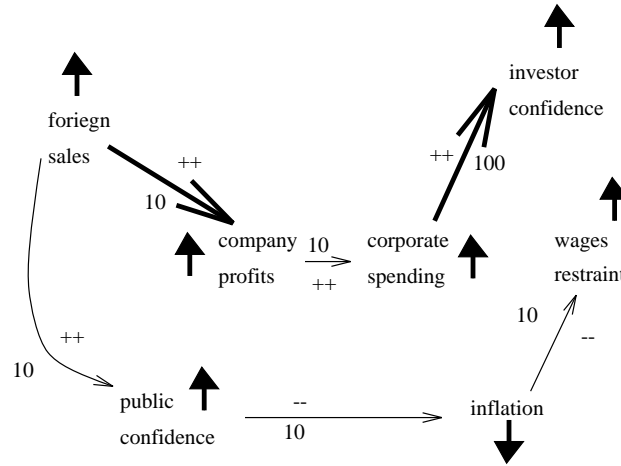 investor
confidence
foriegn
sales
++
10
++
100
company
profits
10
++
corporate
spending
wages
restraint
10
--
++
10
public
confidence
--
10
inflation